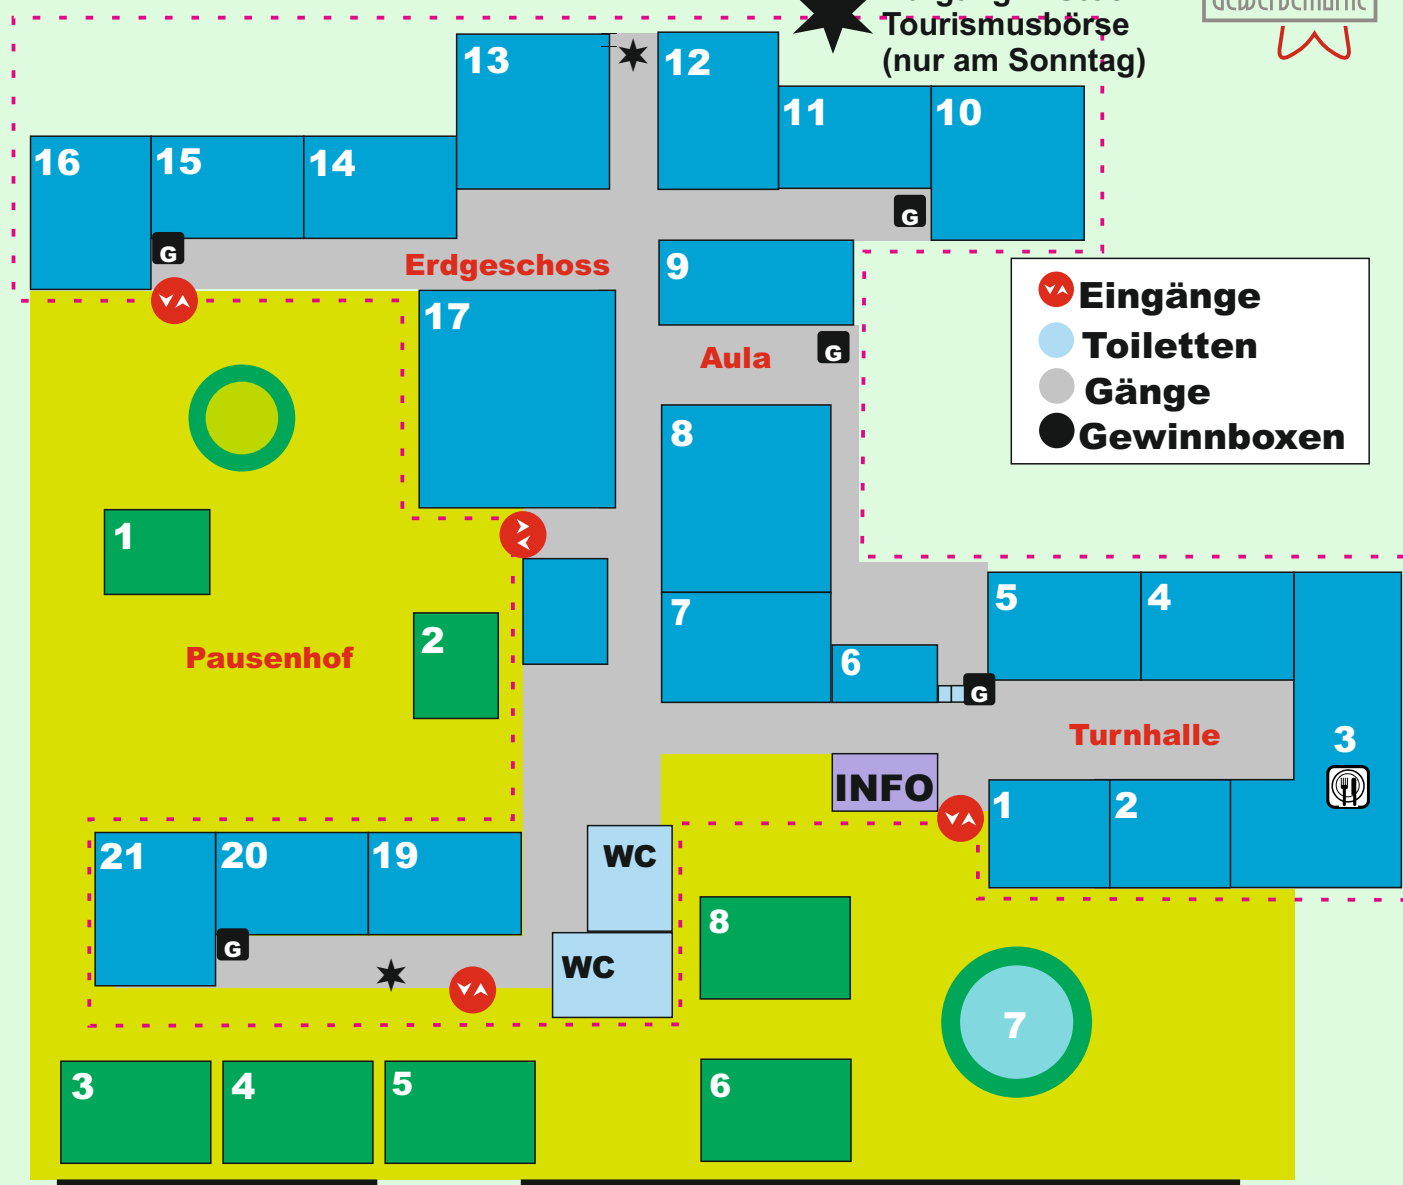 Tourismusbörse
(nur am Sonntag)
13
12
11
10
16
15
14
G
G
Erdgeschoss
9
17
Eingänge
Toiletten
Gänge
Gewinnboxen
Aula
G
8
1
2
Pausenhof
7
6
5
4
G
Turnhalle
3
INFO
1
2
21
20
19
WC
G
WC
8
7
3
4
5
6